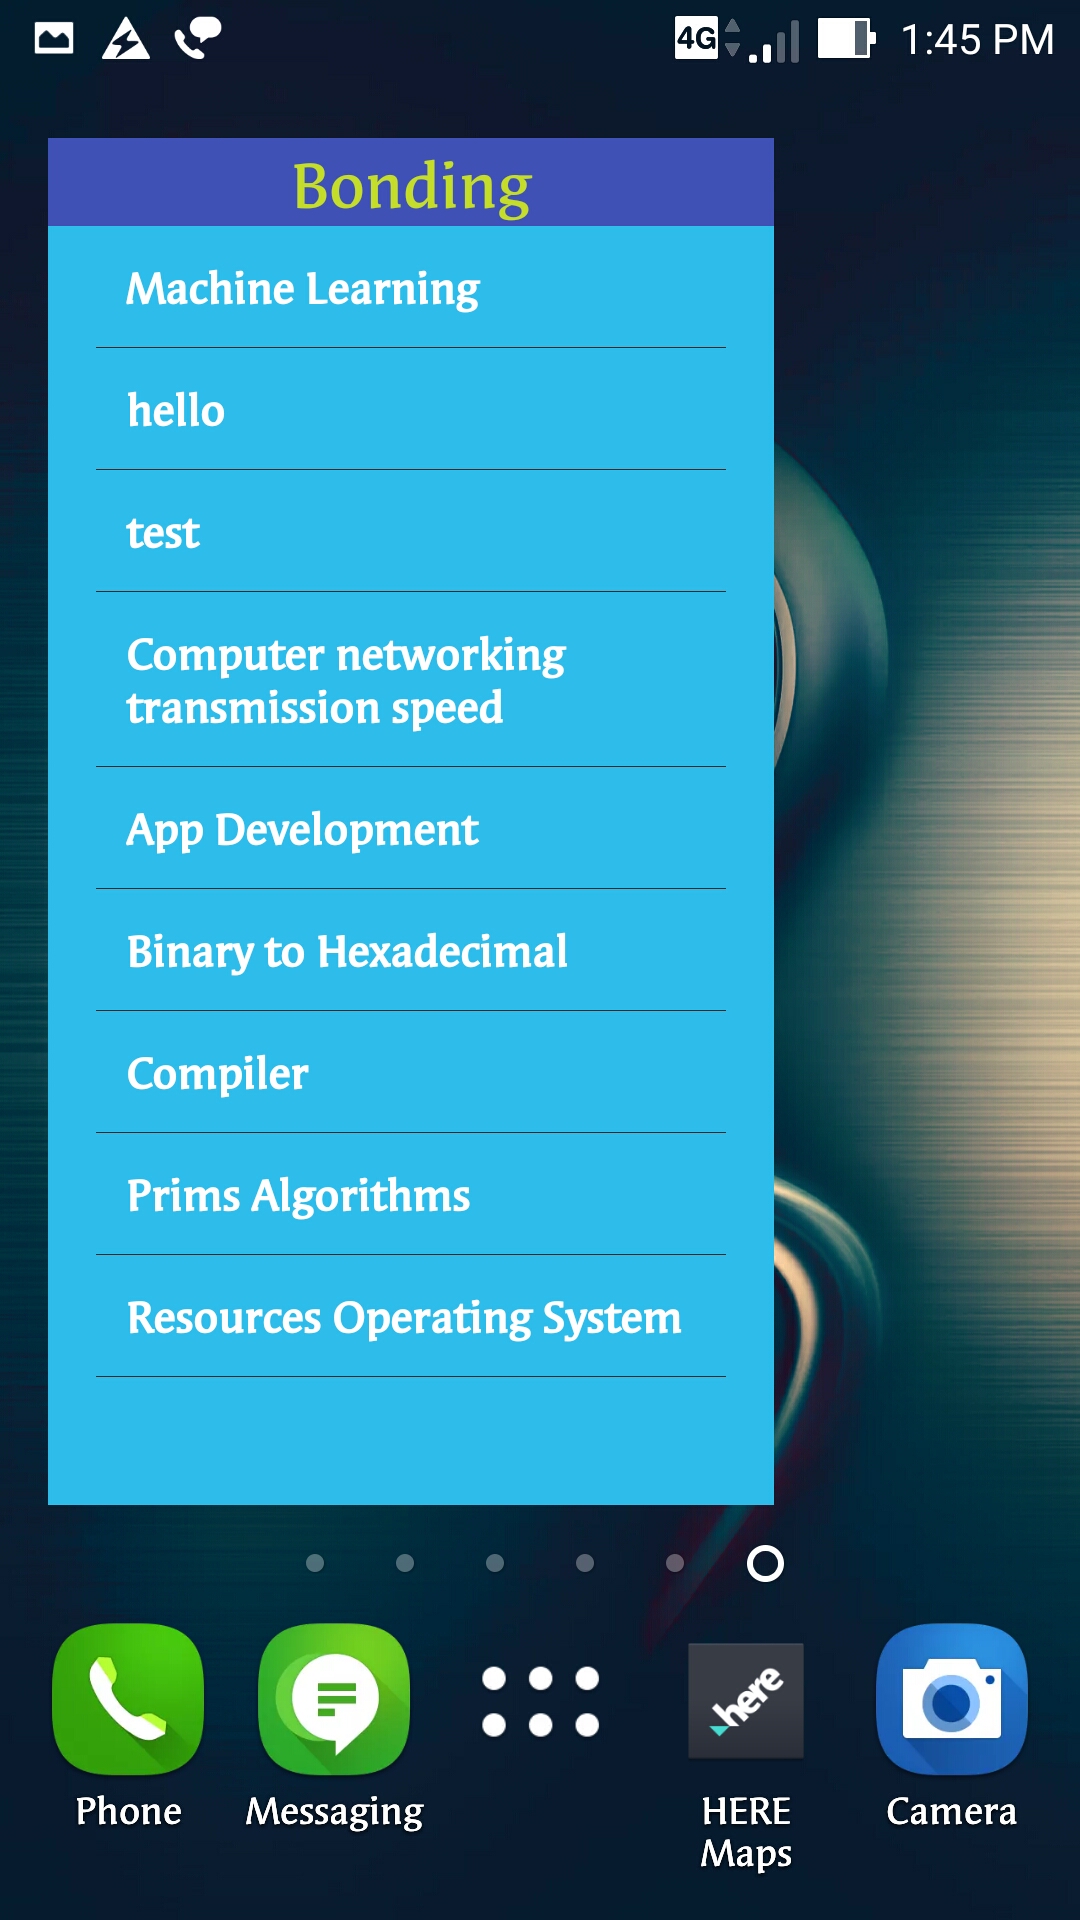 4G 1:45 PM
Bonding
Machine Learning
hello
test
Computer networking
transmission speed
App Development
Binary to Hexadecimal
Compiler
Prims Algorithms
Resources Operating System
here
Phone Messaging HERE Camera
Maps